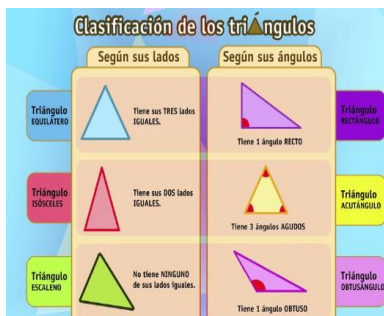 Clasificación de los triángulos
Según sus lados
Según sus ángulos
Triángulo
EQUILÁTERO
Tiene sus TRES lados
IGUALES.
Tiene 1 ángulo RECTO
Triángulo
RECTÁNGULO
Triángulo
ISÓSCELES
Tiene sus DOS lados
IGUALES.
Tiene 3 ángulos AGUDOS
Triángulo
ACUTÁNGULO
Triángulo
ESCALENO
No tiene NINGUNO
de sus lados iguales.
Tiene 1 ángulo OBTUSO
Triángulo
OBTUSÁNGULO